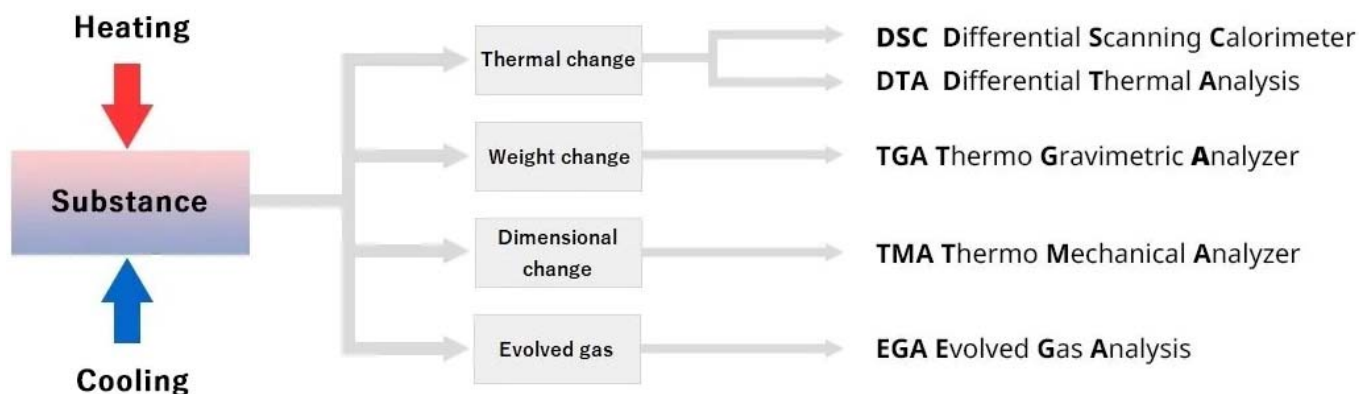 Heating
Substance
Cooling
Thermal change
Weight change
Dimensional
change
Evolved gas
DSC Differential Scanning Calorimeter
DTA Differential Thermal Analysis
TGA Thermo Gravimetric Analyzer
TMA Thermo Mechanical Analyzer
EGA Evolved Gas Analysis